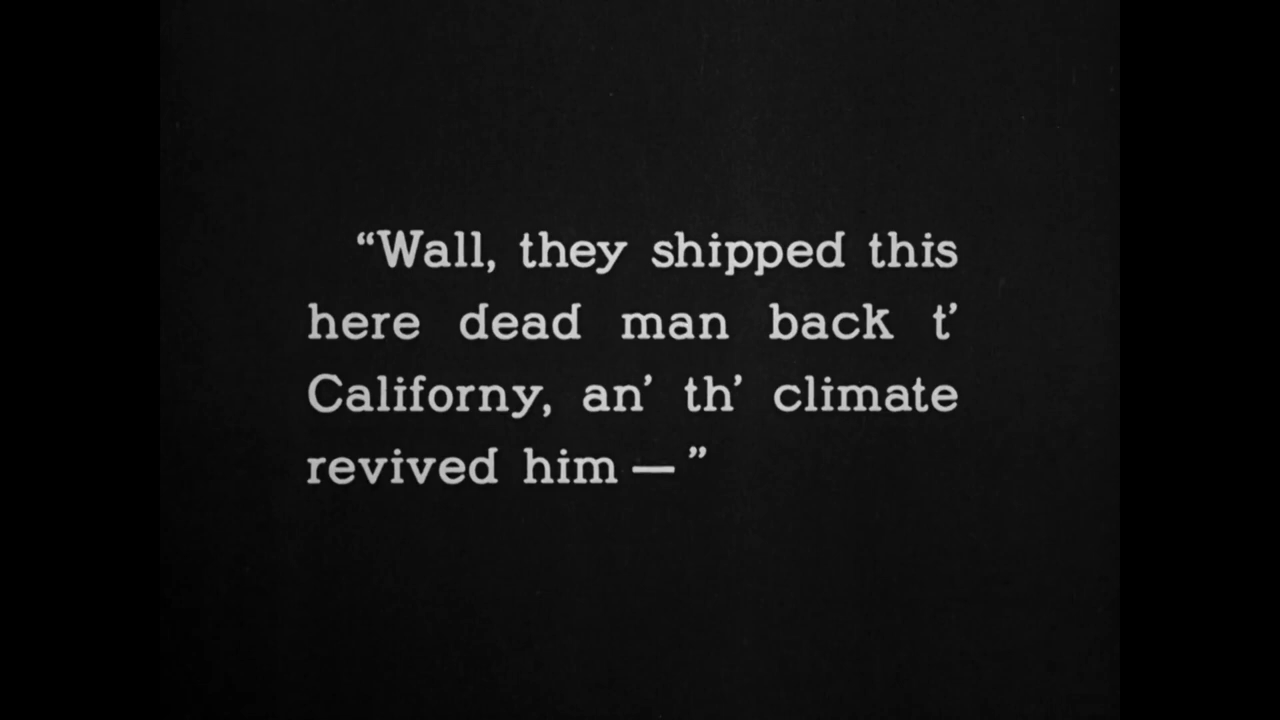 “Wall, they shipped this
here dead man back t’
Californy, an’ th’ climate
revived him — ”